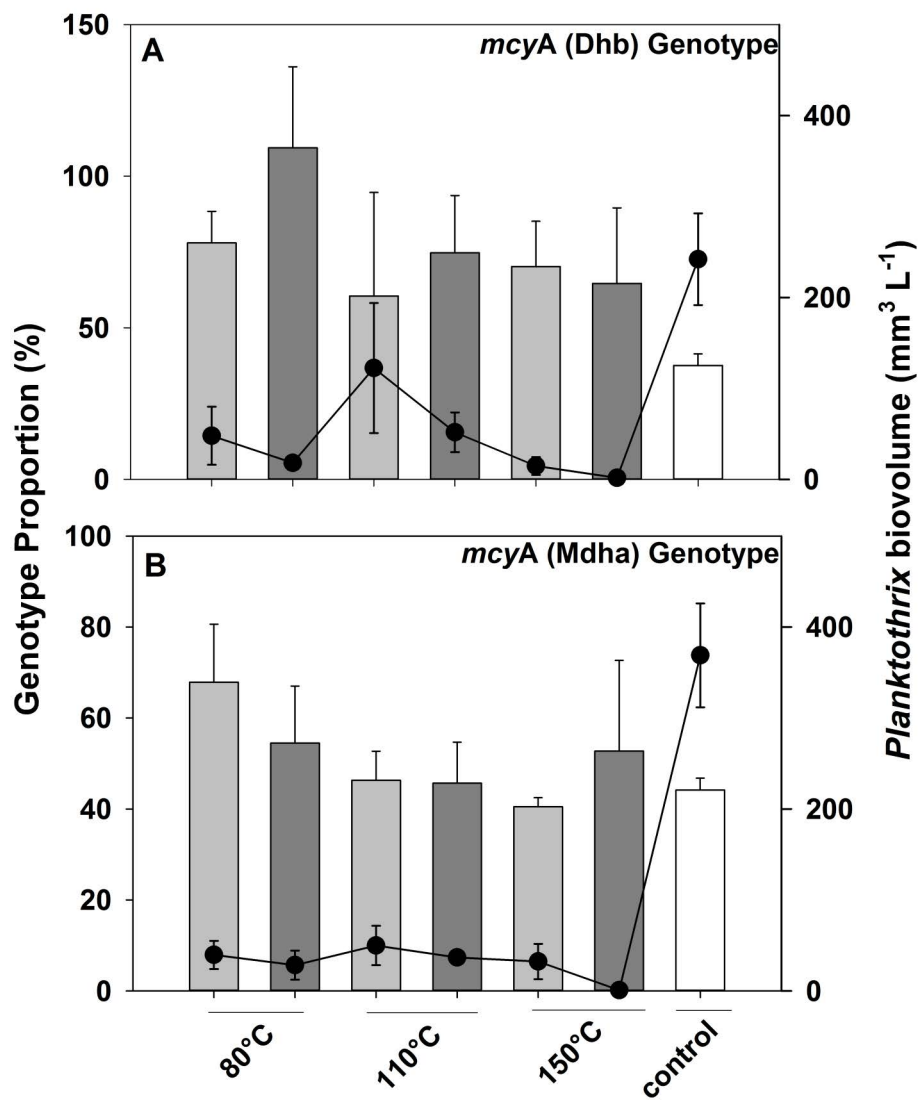 A
mcyA (Dhb) Genotype
150
100
50
0
400
200
0
B
mcyA (Mdha) Genotype
100
80
60
40
20
0
400
200
0
Genotype Proportion (%)
Planktothrix biovolume (mm³ L⁻¹)
80°C
110°C
150°C
control